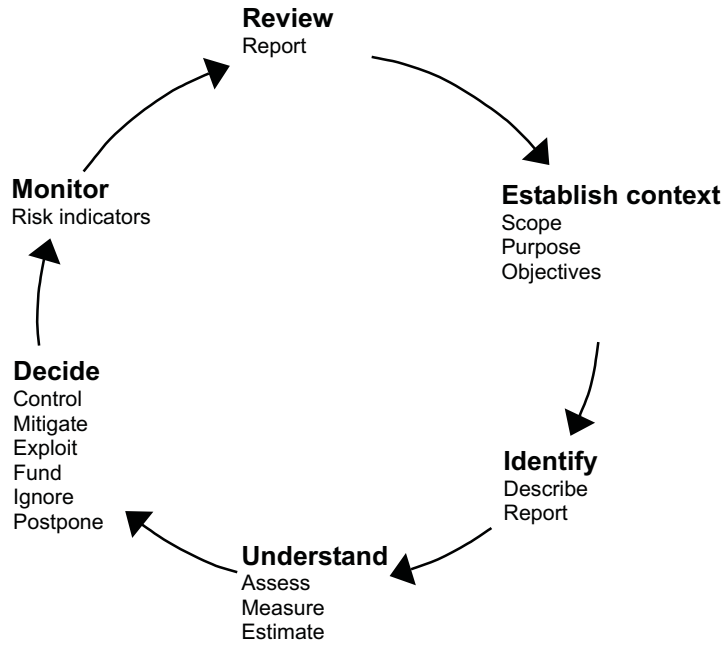 Review
Report
Establish context
Scope
Purpose
Objectives
Identify
Describe
Report
Understand
Assess
Measure
Estimate
Decide
Control
Mitigate
Exploit
Fund
Ignore
Postpone
Monitor
Risk indicators